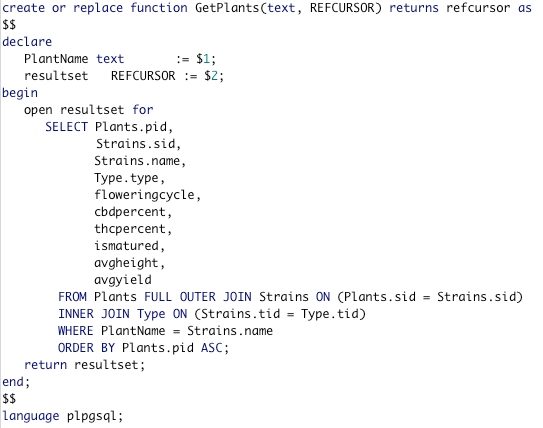 create or replace function GetPlants(text, REFCURSOR) returns refcursor as
$$
declare
   PlantName text       := $1;
   resultset   REFCURSOR := $2;
begin
   open resultset for
      SELECT Plants.pid,
             Strains.sid,
             Strains.name,
             Type.type,
             floweringcycle,
             cbdpercent,
             thcpercent,
             ismatured,
             avgheight,
             avgyield
        FROM Plants FULL OUTER JOIN Strains ON (Plants.sid = Strains.sid)
        INNER JOIN Type ON (Strains.tid = Type.tid)
        WHERE PlantName = Strains.name
        ORDER BY Plants.pid ASC;
   return resultset;
end;
$$
language plpgsql;